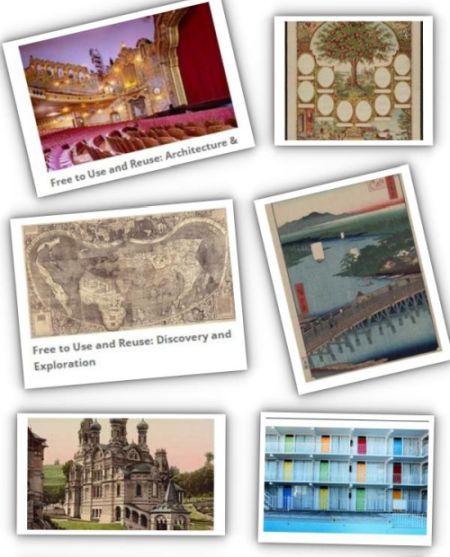 Free to Use and Reuse: Architecture &
Free to Use and Reuse: Discovery and
Exploration